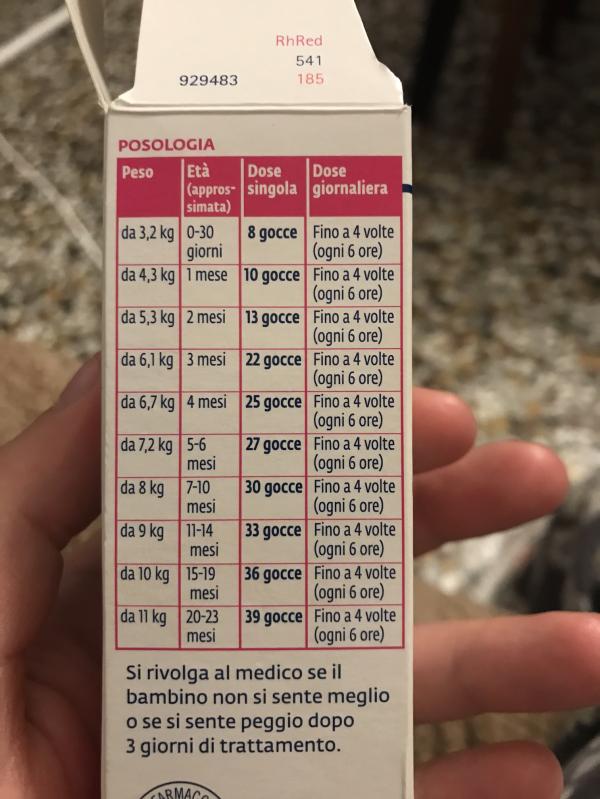 RhRed
541
929483 185
POSOLOGIA
Peso Età (appros- simata) Dose singola Dose giornaliera
da 3,2 kg 0-30 giorni 8 gocce Fino a 4 volte (ogni 6 ore)
da 4,3 kg 1 mese 10 gocce Fino a 4 volte (ogni 6 ore)
da 5,3 kg 2 mesi 13 gocce Fino a 4 volte (ogni 6 ore)
da 6,1 kg 3 mesi 22 gocce Fino a 4 volte (ogni 6 ore)
da 6,7 kg 4 mesi 25 gocce Fino a 4 volte (ogni 6 ore)
da 7,2 kg 5-6 mesi 27 gocce Fino a 4 volte (ogni 6 ore)
da 8 kg 7-10 mesi 30 gocce Fino a 4 volte (ogni 6 ore)
da 9 kg 11-14 mesi 33 gocce Fino a 4 volte (ogni 6 ore)
da 10 kg 15-19 mesi 36 gocce Fino a 4 volte (ogni 6 ore)
da 11 kg 20-23 mesi 39 gocce Fino a 4 volte (ogni 6 ore)
Si rivolga al medico se il
bambino non si sente meglio
o se si sente peggio dopo
3 giorni di trattamento.